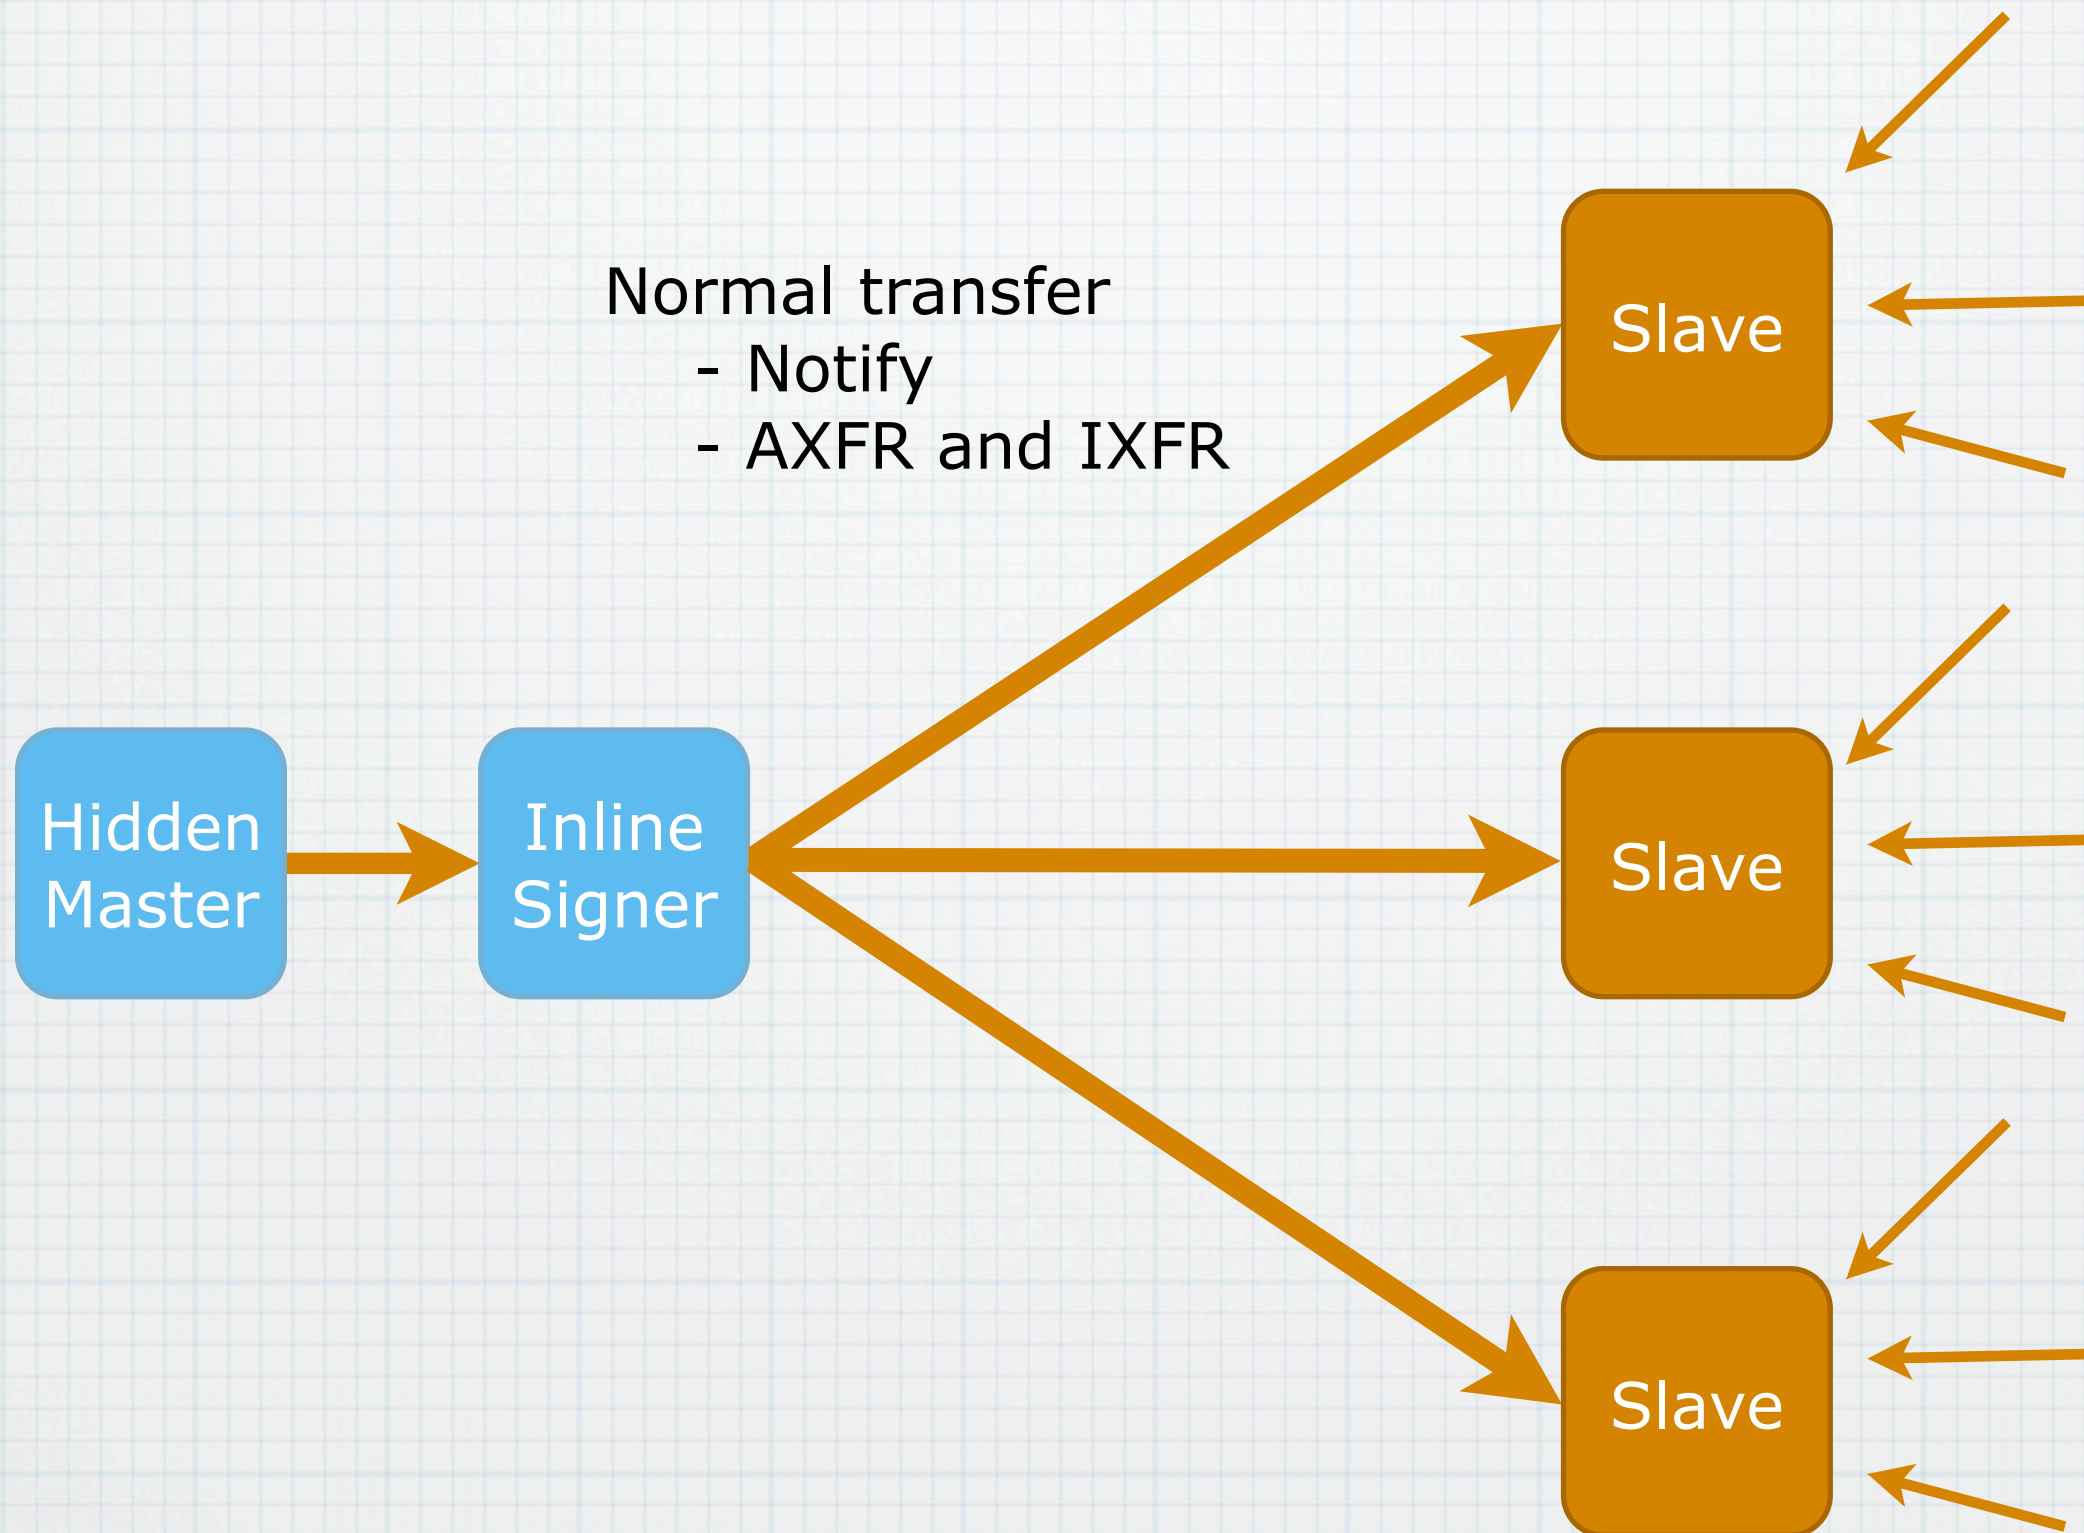 Normal transfer
- Notify
- AXFR and IXFR
Slave
Hidden
Master
Inline
Signer
Slave
Slave